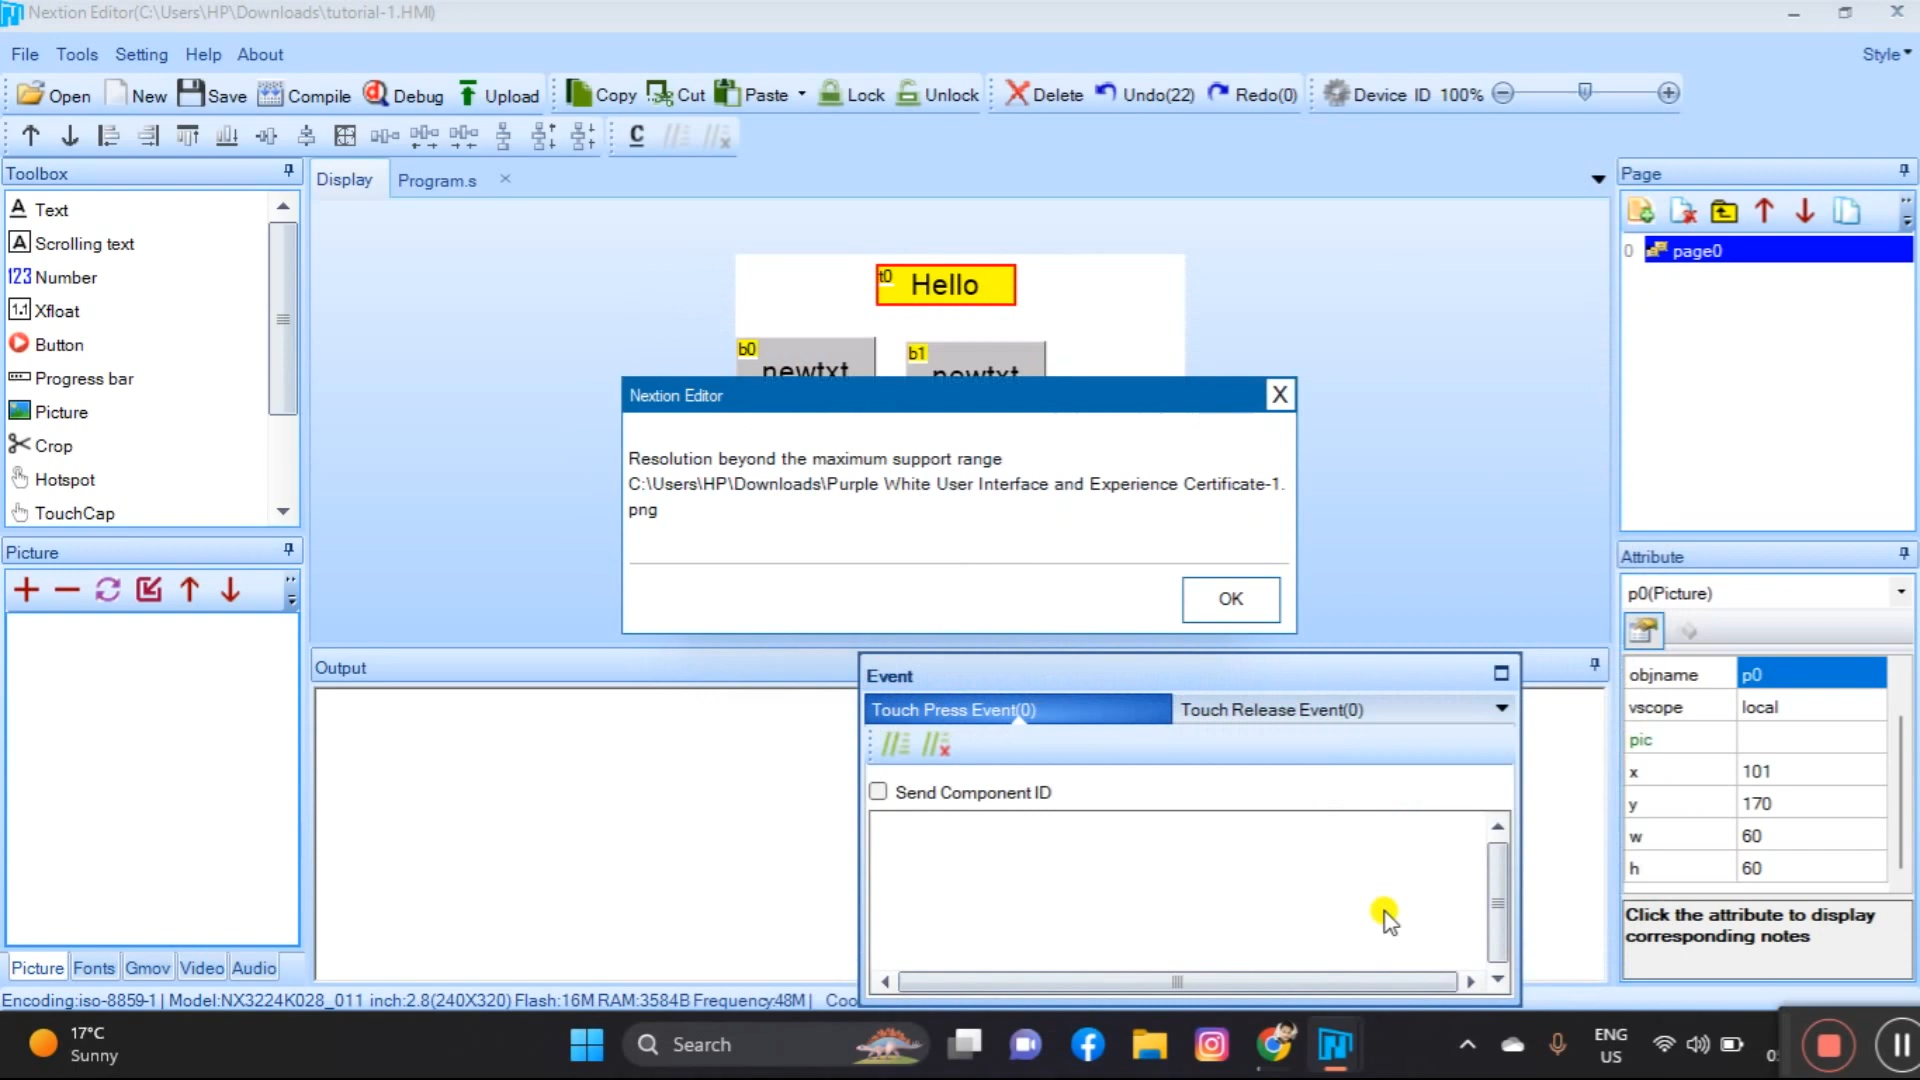 Nextion Editor(C:\Users\HP\Downloads\tutorial-1.HMI)
File Tools Setting Help About Style
Open New Save Compile Debug Upload Copy Cut Paste Lock Unlock Delete Undo(22) Redo(0) Device ID 100%
Toolbox
Display Program.s
Page
Text
Scrolling text
123 Number
Xfloat
Button
Progress bar
Picture
Crop
Hotspot
TouchCap
0 page0
t0 Hello
b0 newtxt
b1 newtxt
Nextion Editor X
Resolution beyond the maximum support range
C:\Users\HP\Downloads\Purple White User Interface and Experience Certificate-1.
png
OK
Picture
Picture Fonts Gmov Video Audio
Output
Event
Touch Press Event(0) Touch Release Event(0)
Send Component ID
Attribute
p0(Picture)
objname p0
vscope local
pic
x 101
y 170
w 60
h 60
Click the attribute to display
corresponding notes
Encoding:iso-8859-1 | Model:NX3224K028_011 inch:2.8(240X320) Flash:16M RAM:3584B Frequency:48M | Coo
17°C
Sunny
Search
ENG
US
0